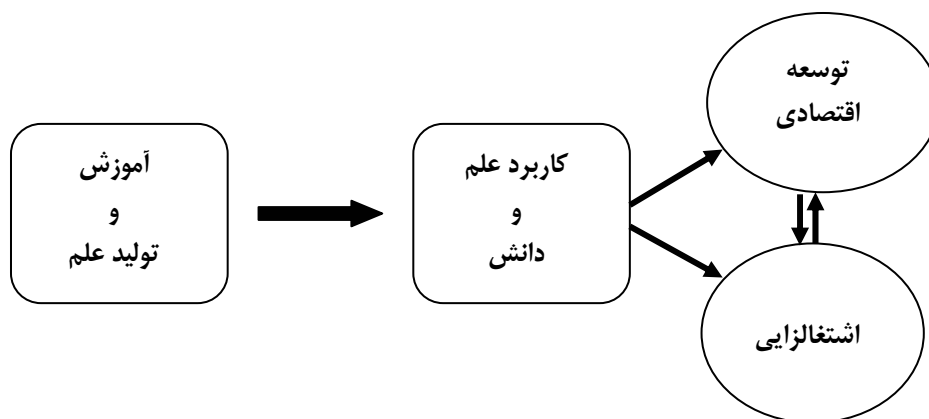 آموزش
و
تولید علم
کاربرد علم
و
دانش
توسعه
اقتصادی
اشتغالزایی